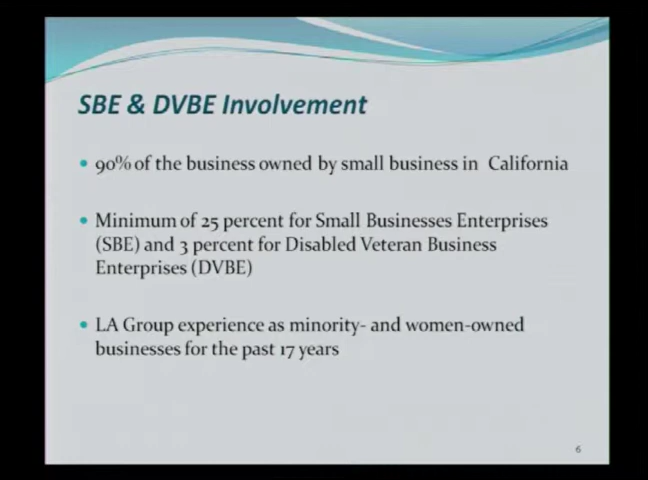 SBE & DVBE Involvement
90% of the business owned by small business in California
Minimum of 25 percent for Small Businesses Enterprises
(SBE) and 3 percent for Disabled Veteran Business
Enterprises (DVBE)
LA Group experience as minority- and women-owned
businesses for the past 17 years
6